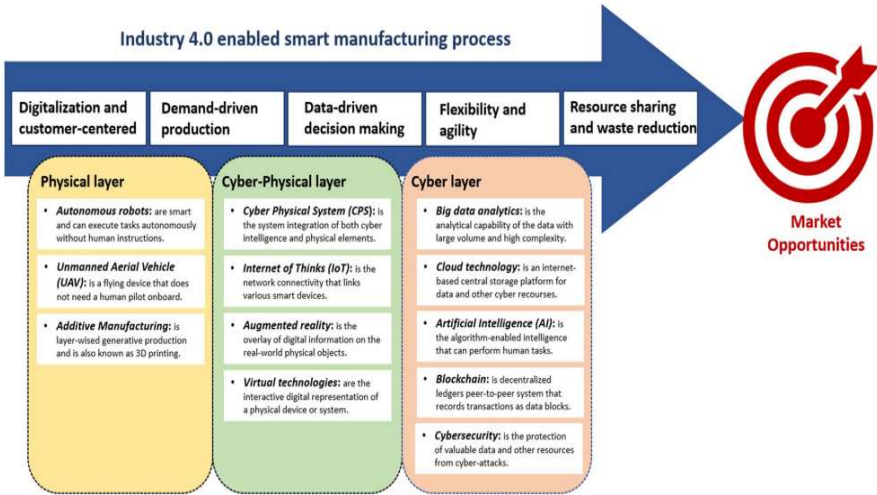 Industry 4.0 enabled smart manufacturing process
Digitalization and
customer-centered
Demand-driven
production
Data-driven
decision making
Flexibility and
agility
Resource sharing
and waste reduction
Market
Opportunities
Physical layer
• Autonomous robots: are smart
and can execute tasks autonomously
without human instructions.
• Unmanned Aerial Vehicle
(UAV): is a flying device that does
not need a human pilot onboard.
• Additive Manufacturing: is
layer-wised generative production
and is also known as 3D printing.
Cyber-Physical layer
• Cyber Physical System (CPS): is
the system integration of both cyber
intelligence and physical elements.
• Internet of Thinks (IoT): is the
network connectivity that links
various smart devices.
• Augmented reality: is the
overlay of digital information on the
real-world physical objects.
• Virtual technologies: are the
interactive digital representation of
a physical device or system.
Cyber layer
• Big data analytics: is the
analytical capability of the data with
large volume and high complexity.
• Cloud technology: is an internet-
based central storage platform for
data and other cyber recourses.
• Artificial Intelligence (AI): is
the algorithm-enabled intelligence
that can perform human tasks.
• Blockchain: is decentralized
ledgers peer-to-peer system that
records transactions as data blocks.
• Cybersecurity: is the protection
of valuable data and other resources
from cyber-attacks.